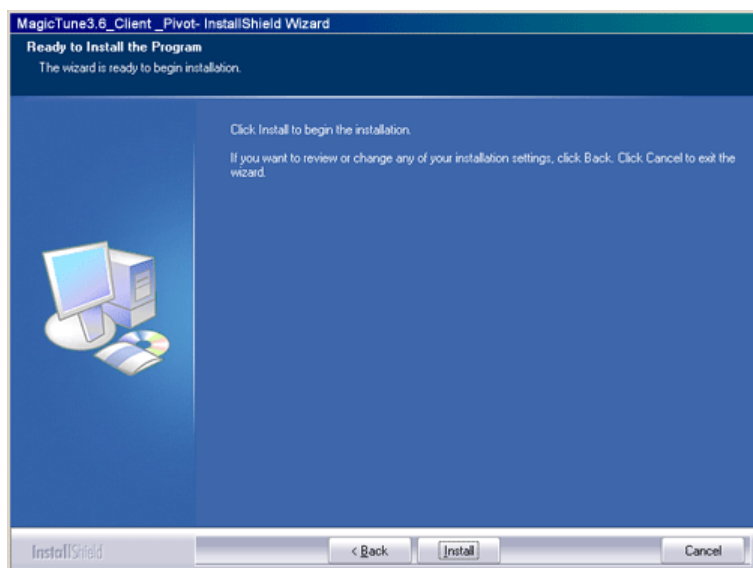 MagicTune3.6_Client _Pivot- InstallShield Wizard
Ready to Install the Program
The wizard is ready to begin installation.
Click Install to begin the installation.
If you want to review or change any of your installation settings, click Back. Click Cancel to exit the
wizard.
InstallShield
< Back
Install
Cancel